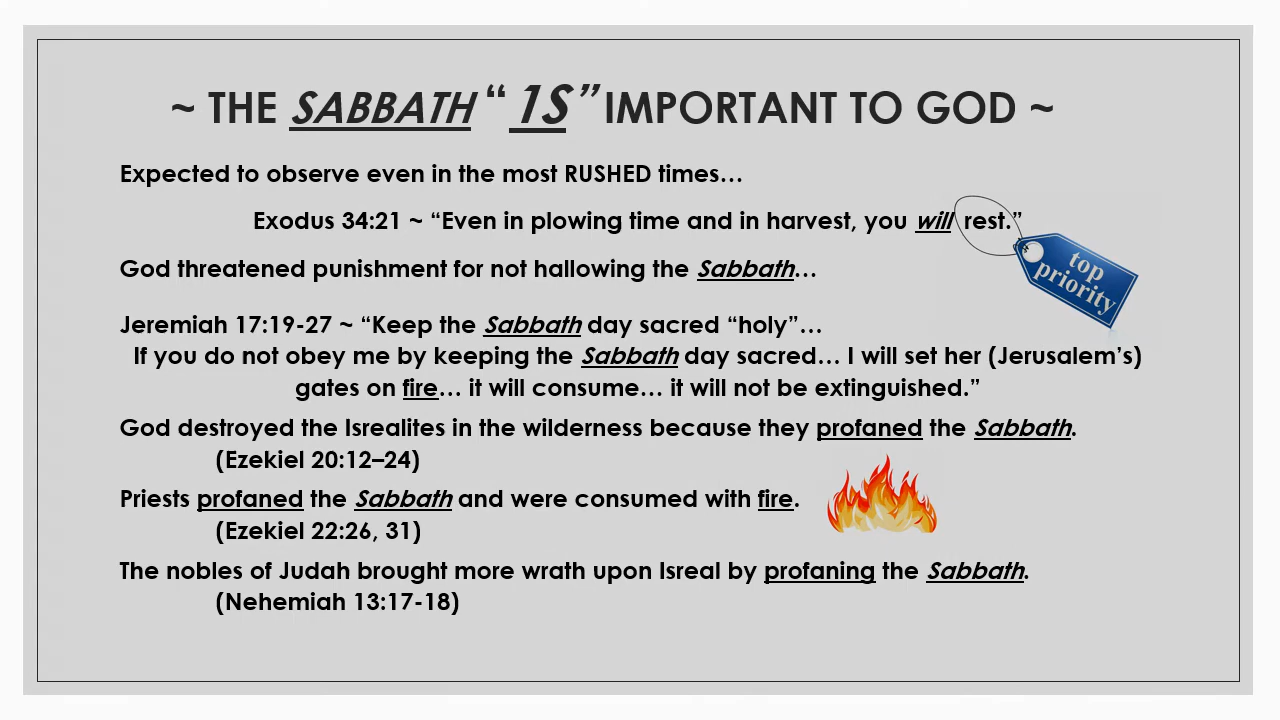 ~ THE SABBATH “ IS ” IMPORTANT TO GOD ~
Expected to observe even in the most RUSHED times…
Exodus 34:21 ~ “Even in plowing time and in harvest, you will rest.”
top
priority
God threatened punishment for not hallowing the Sabbath…
Jeremiah 17:19-27 ~ “Keep the Sabbath day sacred “holy”…
If you do not obey me by keeping the Sabbath day sacred… I will set her (Jerusalem’s)
gates on fire… it will consume… it will not be extinguished.”
God destroyed the Isrealites in the wilderness because they profaned the Sabbath.
(Ezekiel 20:12–24)
Priests profaned the Sabbath and were consumed with fire.
(Ezekiel 22:26, 31)
The nobles of Judah brought more wrath upon Isreal by profaning the Sabbath.
(Nehemiah 13:17-18)